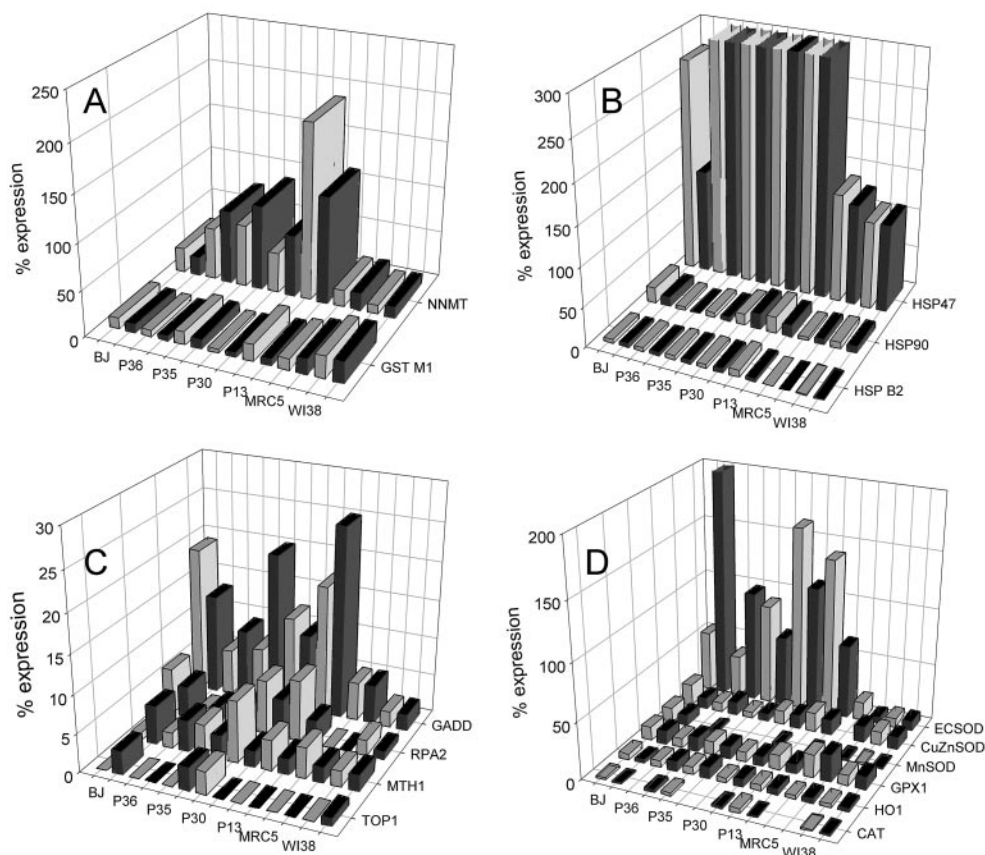 A
% expression
250
200
150
100
50
0
BJ
P36
P35
P30
P13
MRC5
WI38
NNMT
GST M1
B
% expression
300
250
200
150
100
50
0
BJ
P36
P35
P30
P13
MRC5
WI38
HSP47
HSP90
HSP B2
C
% expression
30
25
20
15
10
5
0
BJ
P36
P35
P30
P13
MRC5
WI38
GADD
RPA2
MTH1
TOP1
D
% expression
200
150
100
50
0
BJ
P36
P35
P30
P13
MRC5
WI38
ECSOD
CuZnSOD
MnSOD
GPX1
HO1
CAT